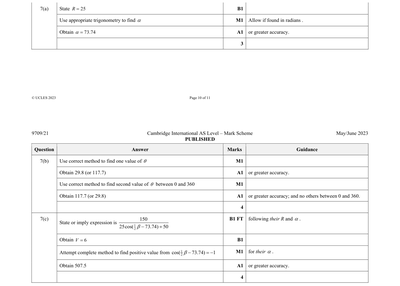 7(a) State R = 25 B1
Use appropriate trigonometry to find α M1 Allow if found in radians .
Obtain α = 73.74 A1 or greater accuracy.
3
© UCLES 2023 Page 10 of 11
9709/21 Cambridge International AS Level – Mark Scheme May/June 2023
PUBLISHED
Question Answer Marks Guidance
7(b) Use correct method to find one value of θ M1
Obtain 29.8 (or 117.7) A1 or greater accuracy.
Use correct method to find second value of θ between 0 and 360 M1
Obtain 117.7 (or 29.8) A1 or greater accuracy; and no others between 0 and 360.
4
7(c) State or imply expression is 150 / (25cos(½β − 73.74) + 50) B1 FT following their R and α .
Obtain V = 6 B1
Attempt complete method to find positive value from cos(½β − 73.74) = −1 M1 for their α .
Obtain 507.5 A1 or greater accuracy.
4